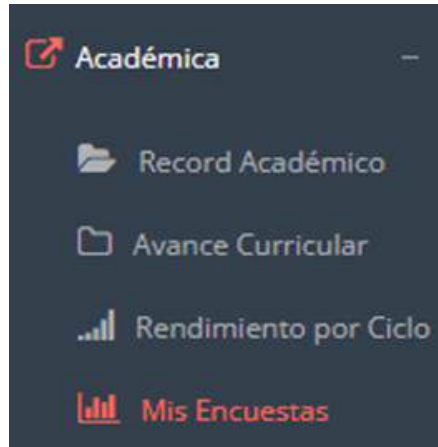 Académica
Record Académico
Avance Curricular
Rendimiento por Ciclo
Mis Encuestas